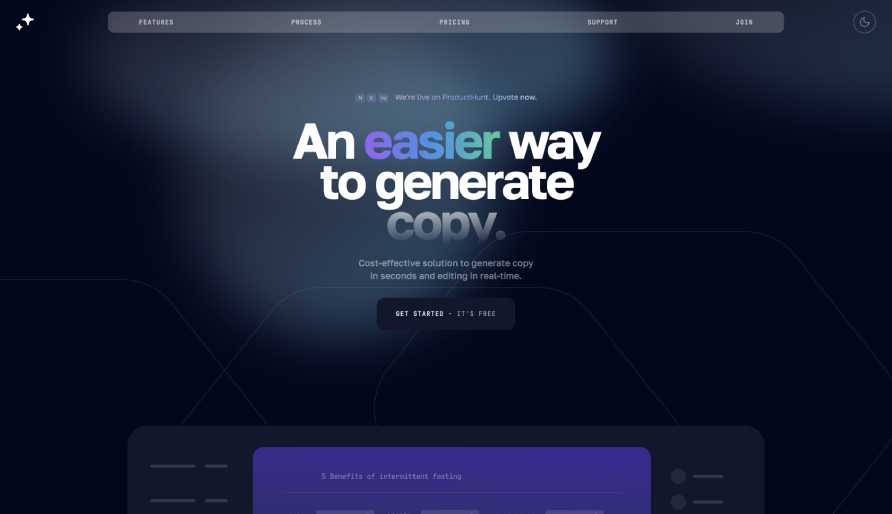 FEATURES
PROCESS
PRICING
SUPPORT
JOIN
We're live on ProductHunt. Upvote now.
An easier way
to generate
copy.
Cost-effective solution to generate copy
in seconds and editing in real-time.
GET STARTED - IT'S FREE
5 Benefits of intermittent fasting